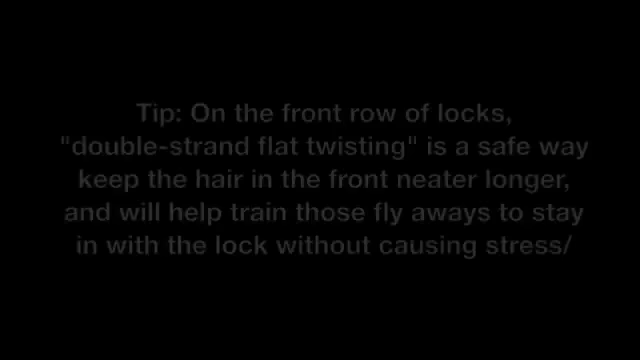 Tip: On the front row of locks,
"double-strand flat twisting" is a safe way
keep the hair in the front neater longer,
and will help train those fly aways to stay
in with the lock without causing stress/